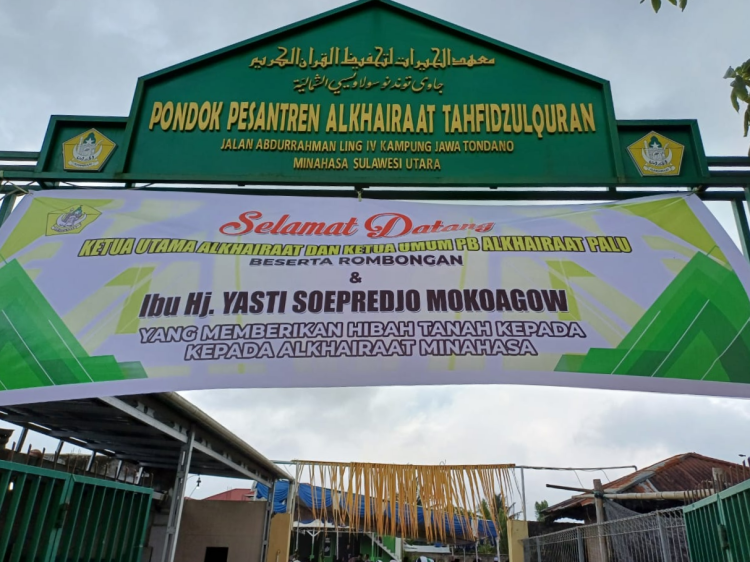 معهد الخيرات لتحفيظ القرآن الكريم
جاوى توندنو سولاويسي الشمالية
PONDOK PESANTREN ALKHAIRAAT TAHFIDZULQURAN
JALAN ABDURRAHMAN LING IV KAMPUNG JAWA TONDANO
MINAHASA SULAWESI UTARA
Selamat Datang
KETUA UTAMA ALKHAIRAAT DAN KETUA UMUM PB ALKHAIRAAT PALU
BESERTA ROMBONGAN
&
Ibu Hj. YASTI SOEPREDJO MOKOAGOW
YANG MEMBERIKAN HIBAH TANAH KEPADA
KEPADA ALKHAIRAAT MINAHASA